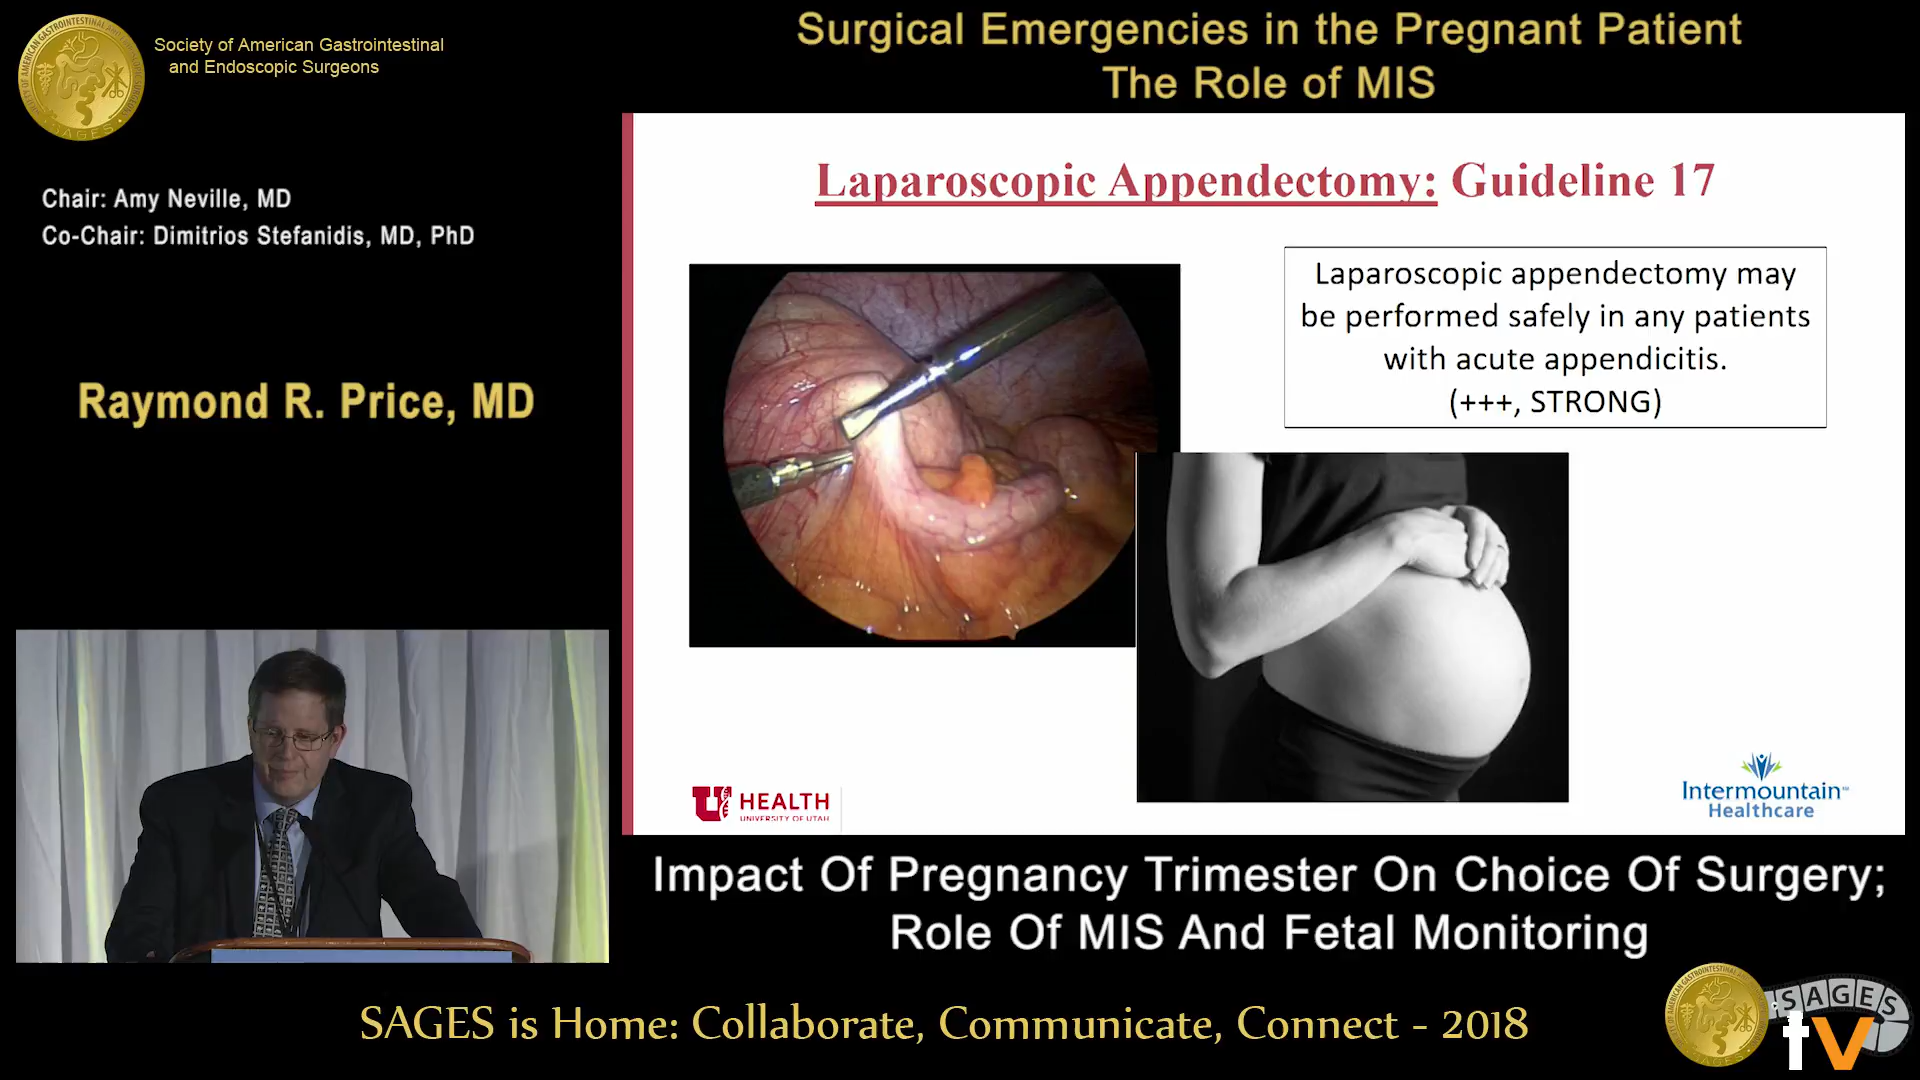 Society of American Gastrointestinal
and Endoscopic Surgeons
Surgical Emergencies in the Pregnant Patient
The Role of MIS
Chair: Amy Neville, MD
Co-Chair: Dimitrios Stefanidis, MD, PhD
Raymond R. Price, MD
Laparoscopic Appendectomy: Guideline 17
Laparoscopic appendectomy may
be performed safely in any patients
with acute appendicitis.
(+++, STRONG)
U HEALTH
UNIVERSITY OF UTAH
Intermountain™
Healthcare
Impact Of Pregnancy Trimester On Choice Of Surgery;
Role Of MIS And Fetal Monitoring
SAGES is Home: Collaborate, Communicate, Connect - 2018
SAGES
tv